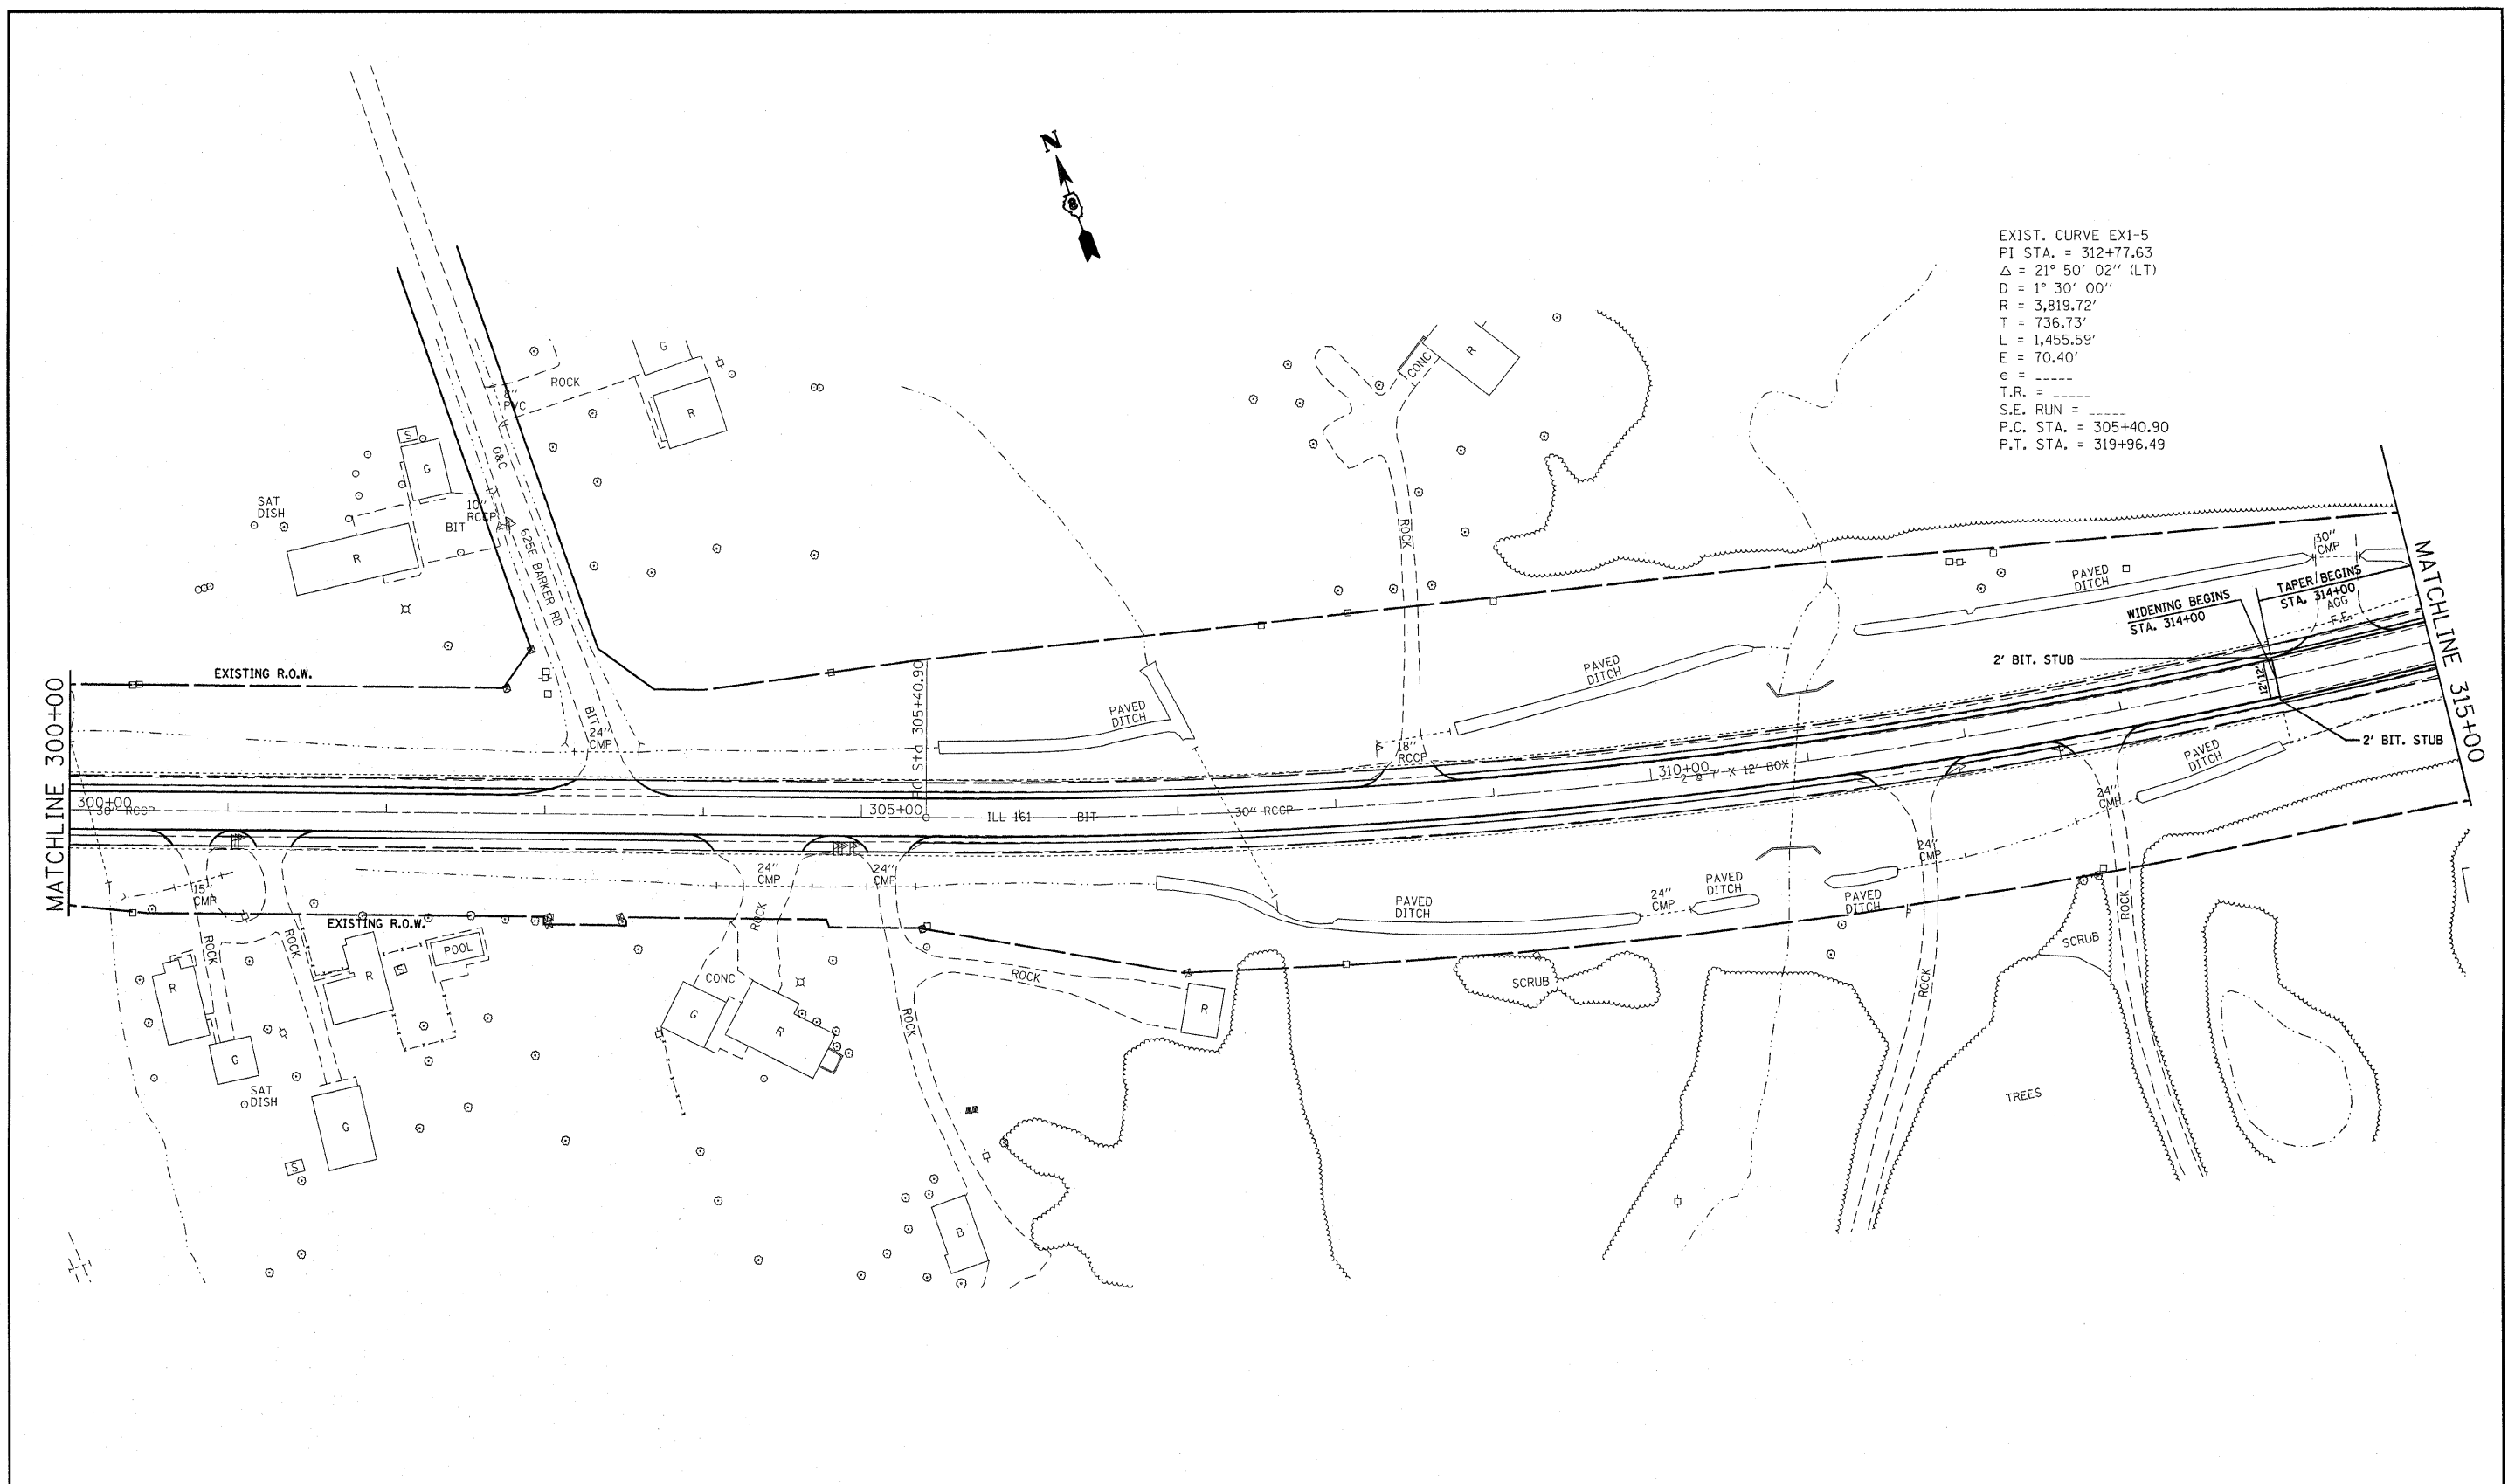 N
EXIST. CURVE EX1-5
PI STA. = 312+77.63
Δ = 21° 50' 02'' (LT)
D = 1° 30' 00''
R = 3,819.72'
T = 736.73'
L = 1,455.59'
E = 70.40'
e = _____
T.R. = _____
S.E. RUN = _____
P.C. STA. = 305+40.90
P.T. STA. = 319+96.49
G
ROCK
8''
PVC
R
CONC
R
S
G
O&C
SAT
DISH
10''
RCCP
BIT
R
625E BARKER RD
ROCK
30''
CMP
PAVED
DITCH
TAPER BEGINS
STA. 314+00
AGG
F.E.
WIDENING BEGINS
STA. 314+00
2' BIT. STUB
12'
12'
2' BIT. STUB
MATCHLINE 315+00
EXISTING R.O.W.
PAVED
DITCH
PAVED
DITCH
BIT
24''
CMP
18''
RCCP
PAVED
DITCH
MATCHLINE 300+00
300+00
30'' RCCP
305+00
ILL 161
BIT
30'' RCCP
310+00
2 @ 7' X 12' BOX
24''
CMP
15''
CMP
24''
CMP
24''
CMP
24''
CMP
PAVED
DITCH
24''
CMP
PAVED
DITCH
PAVED
DITCH
EXISTING R.O.W.
ROCK
ROCK
ROCK
POOL
S
R
R
CONC
G
R
ROCK
ROCK
R
SCRUB
SCRUB
ROCK
ROCK
G
SAT
DISH
G
S
B
TREES